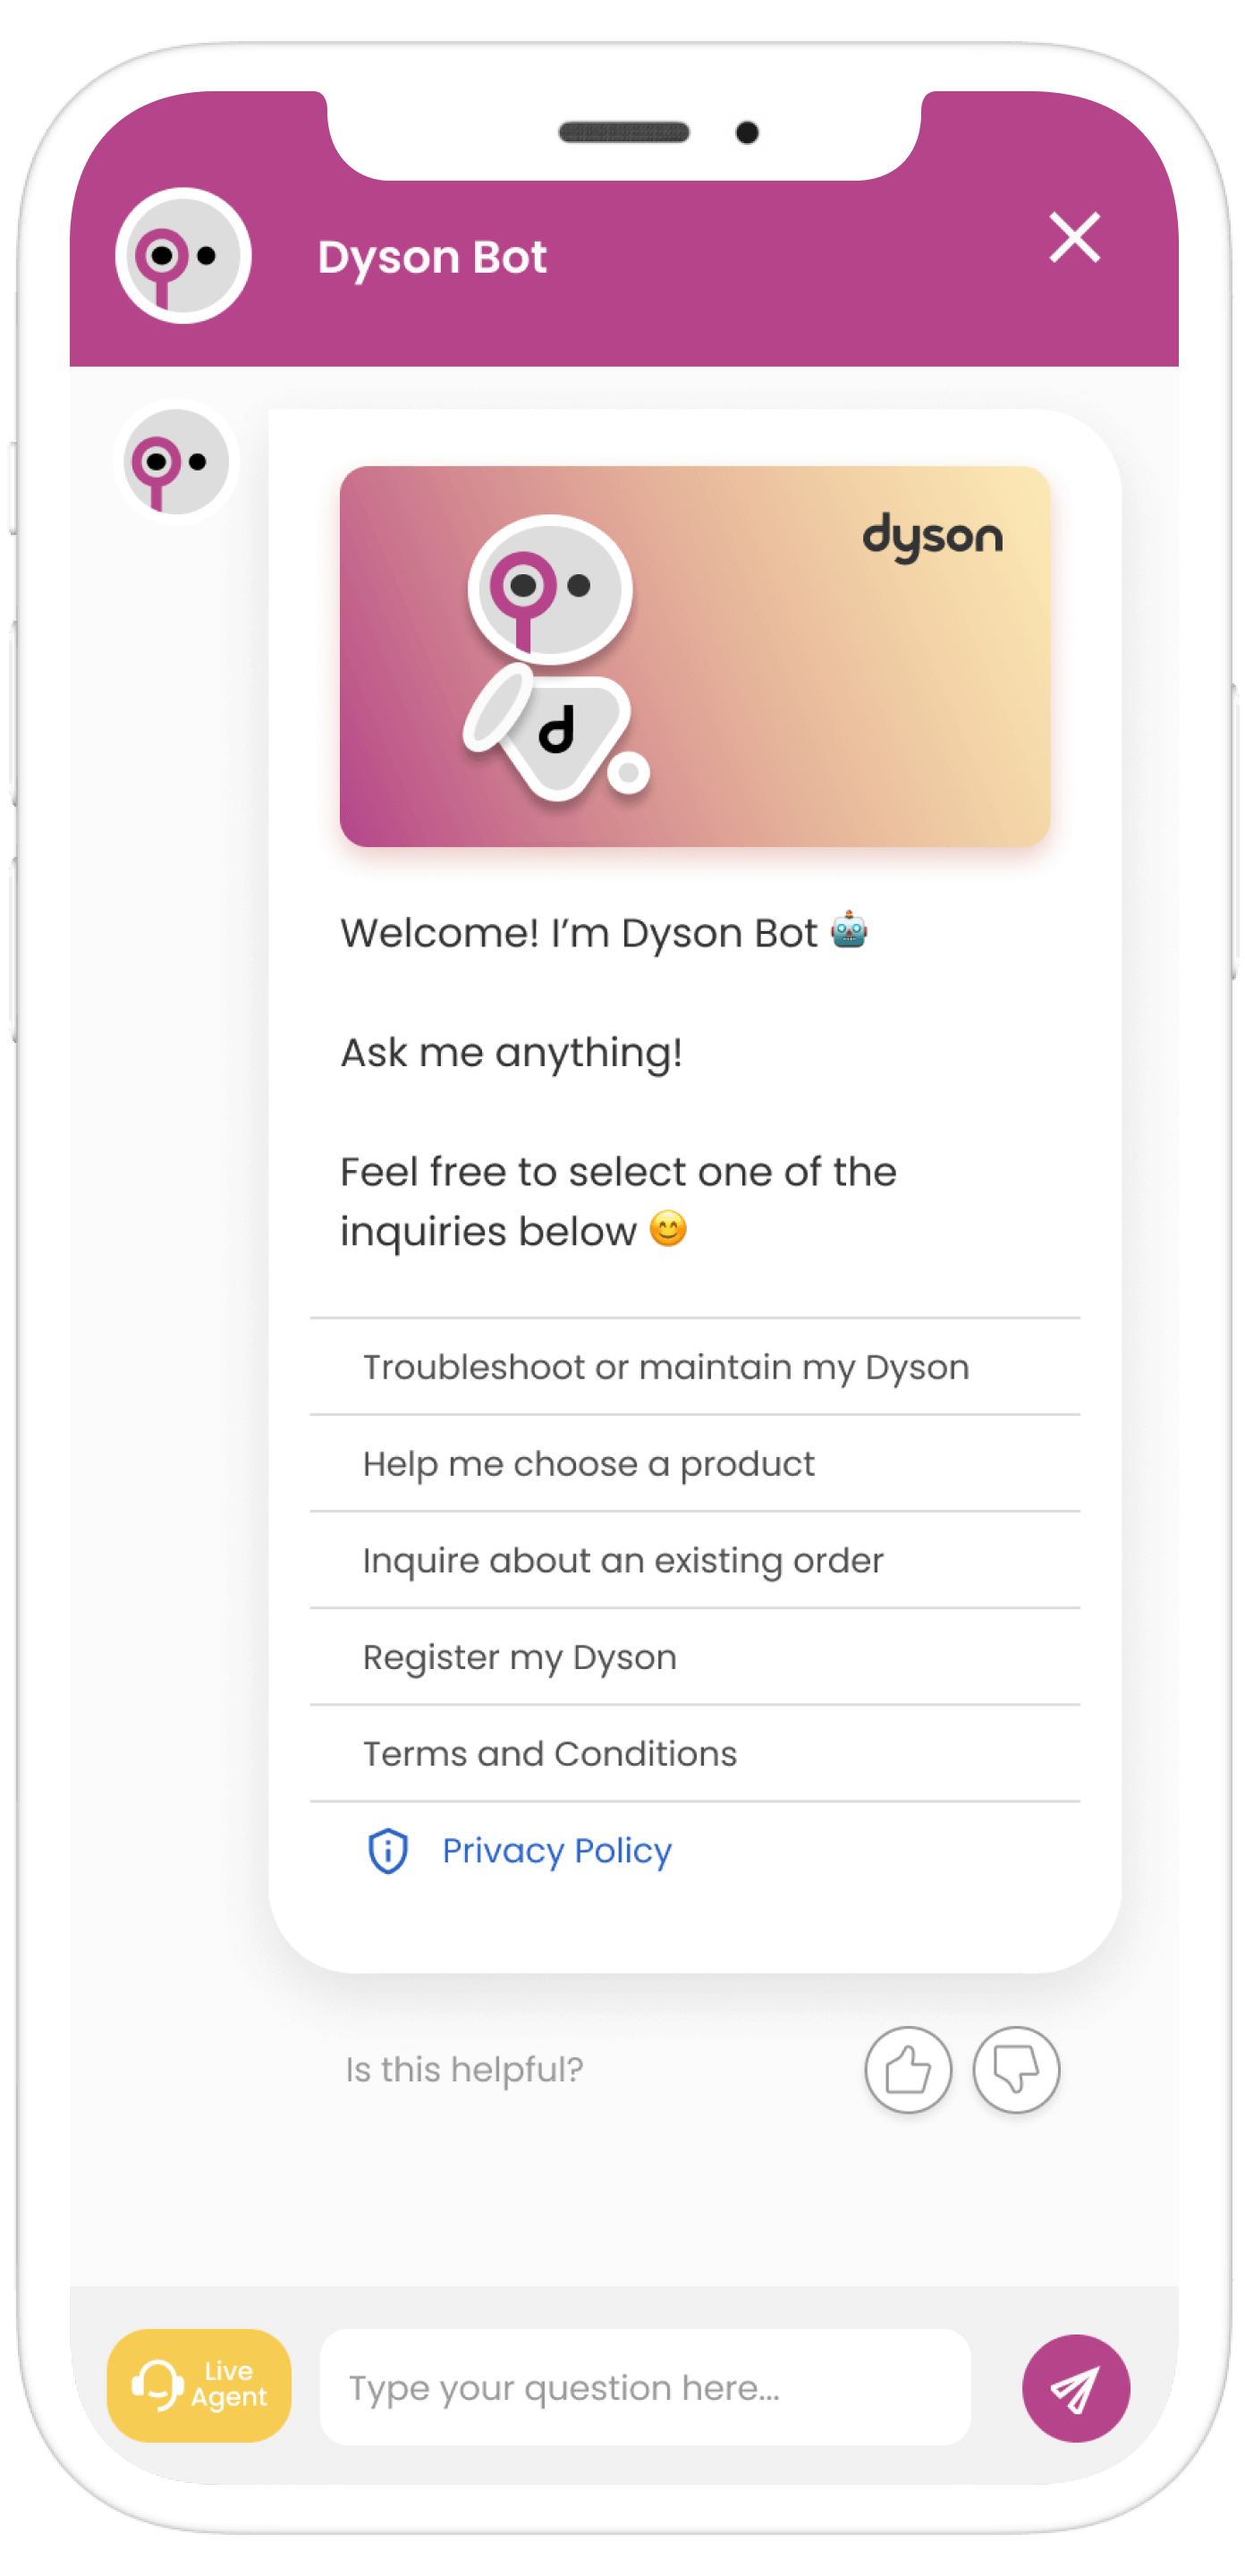 Dyson Bot
dyson
d
Welcome! I’m Dyson Bot 🤖
Ask me anything!
Feel free to select one of the
inquiries below 😊
Troubleshoot or maintain my Dyson
Help me choose a product
Inquire about an existing order
Register my Dyson
Terms and Conditions
Privacy Policy
Is this helpful?
Live
Agent
Type your question here...